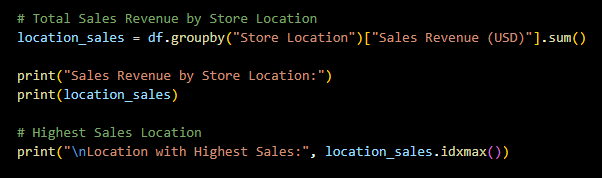 # Total Sales Revenue by Store Location
location_sales = df.groupby("Store Location")["Sales Revenue (USD)"].sum()
print("Sales Revenue by Store Location:")
print(location_sales)
# Highest Sales Location
print("\nLocation with Highest Sales:", location_sales.idxmax())